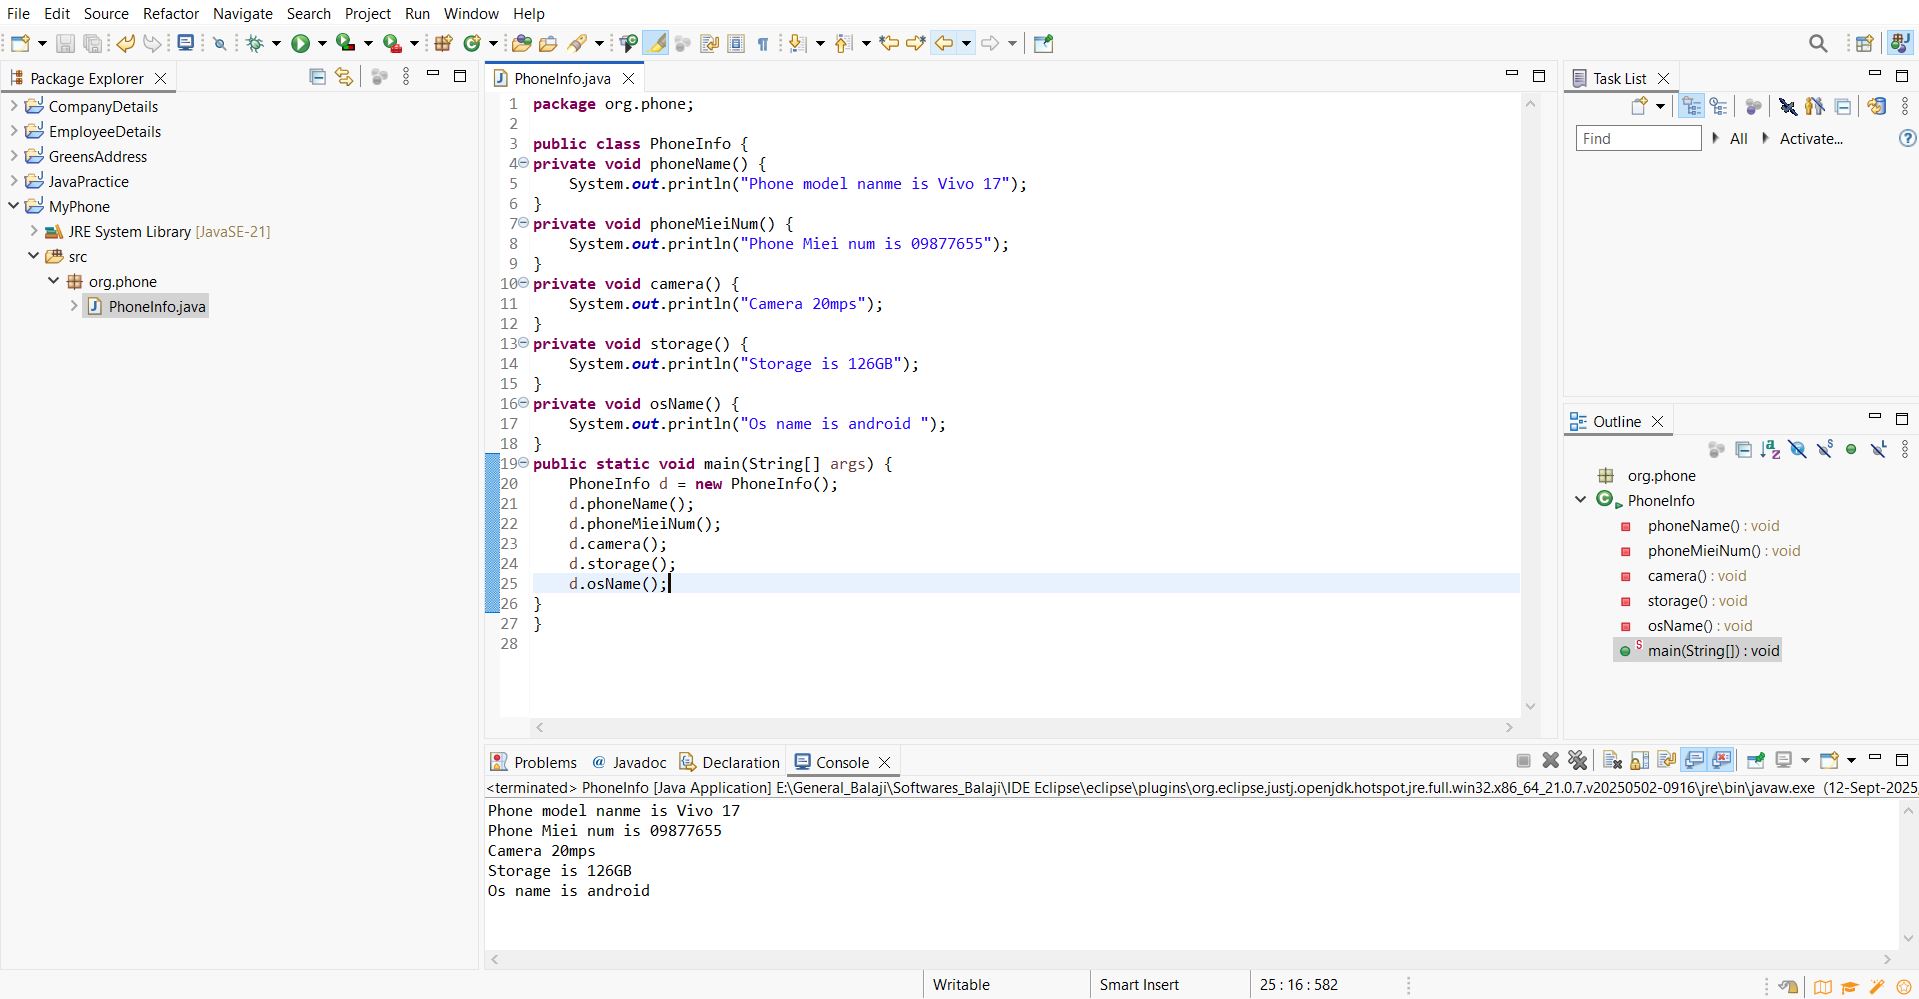 File Edit Source Refactor Navigate Search Project Run Window Help
Package Explorer
CompanyDetails
EmployeeDetails
GreensAddress
JavaPractice
MyPhone
JRE System Library [JavaSE-21]
src
org.phone
PhoneInfo.java
PhoneInfo.java
1 package org.phone;
2
3 public class PhoneInfo {
4 private void phoneName() {
5 System.out.println("Phone model nanme is Vivo 17");
6 }
7 private void phoneMieiNum() {
8 System.out.println("Phone Miei num is 09877655");
9 }
10 private void camera() {
11 System.out.println("Camera 20mps");
12 }
13 private void storage() {
14 System.out.println("Storage is 126GB");
15 }
16 private void osName() {
17 System.out.println("Os name is android ");
18 }
19 public static void main(String[] args) {
20 PhoneInfo d = new PhoneInfo();
21 d.phoneName();
22 d.phoneMieiNum();
23 d.camera();
24 d.storage();
25 d.osName();
26 }
27 }
28
Task List
Find All Activate...
Outline
org.phone
PhoneInfo
phoneName() : void
phoneMieiNum() : void
camera() : void
storage() : void
osName() : void
main(String[]) : void
Problems @ Javadoc Declaration Console
<terminated> PhoneInfo [Java Application] E:\General_Balaji\Softwares_Balaji\IDE Eclipse\eclipse\plugins\org.eclipse.justj.openjdk.hotspot.jre.full.win32.x86_64_21.0.7.v20250502-0916\jre\bin\javaw.exe (12-Sept-2025,
Phone model nanme is Vivo 17
Phone Miei num is 09877655
Camera 20mps
Storage is 126GB
Os name is android
Writable Smart Insert 25 : 16 : 582